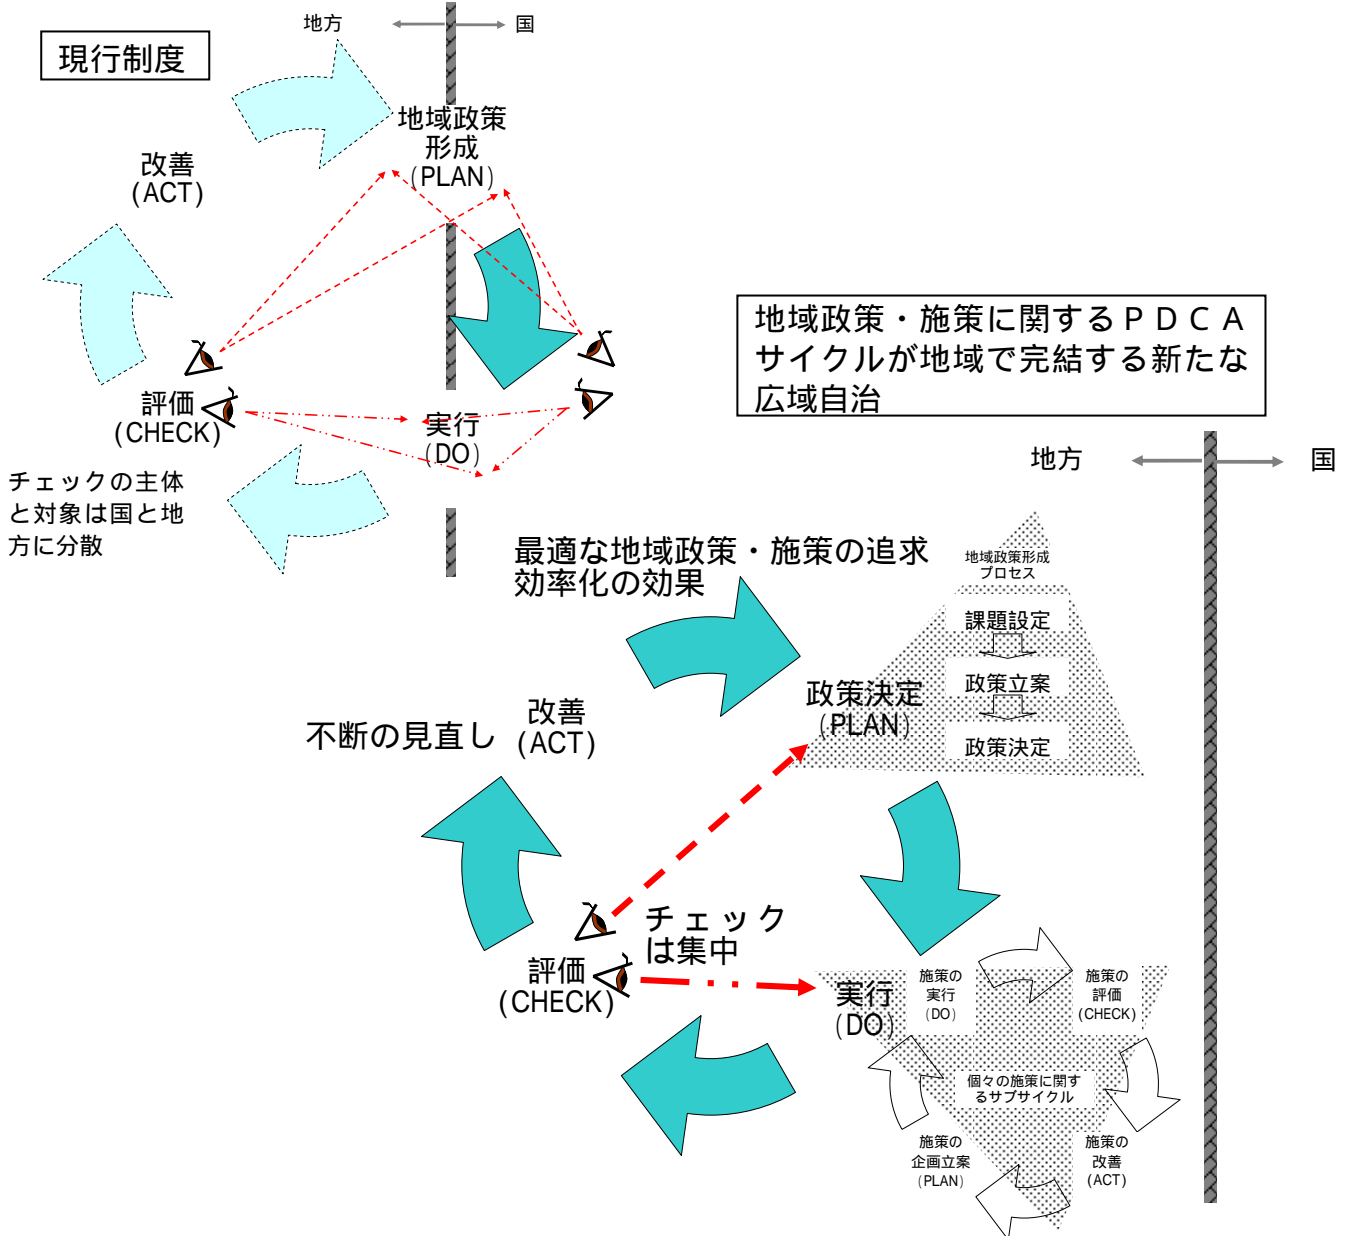 地方
国
現行制度
地域政策
形成
(PLAN)
改善
(ACT)
評価
(CHECK)
実行
(DO)
チェックの主体
と対象は国と地
方に分散
地域政策・施策に関するＰＤＣＡ
サイクルが地域で完結する新たな
広域自治
地方
国
最適な地域政策・施策の追求
効率化の効果
地域政策形成
プロセス
課題設定
政策立案
政策決定
政策決定
(PLAN)
不断の見直し
改善
(ACT)
チェック
は集中
評価
(CHECK)
実行
(DO)
施策の
実行
(DO)
施策の
評価
(CHECK)
個々の施策に関す
るサブサイクル
施策の
企画立案
(PLAN)
施策の
改善
(ACT)